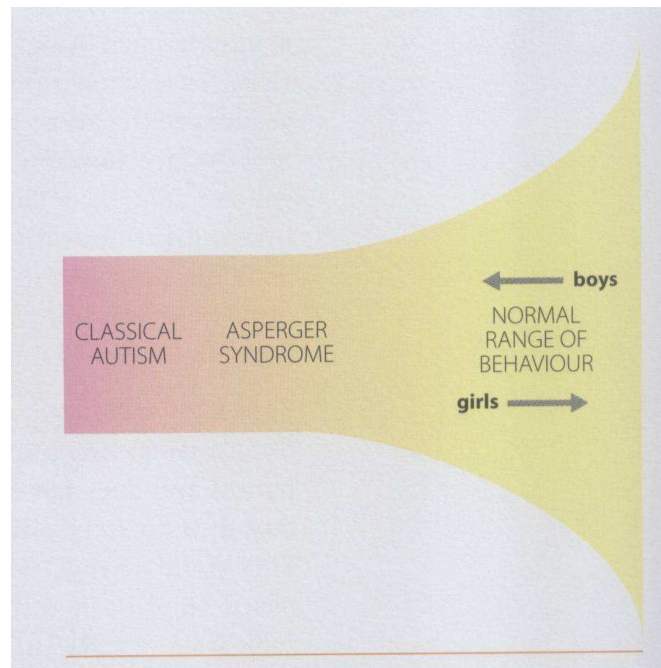 boys
CLASSICAL
AUTISM
ASPERGER
SYNDROME
NORMAL
RANGE OF
BEHAVIOUR
girls